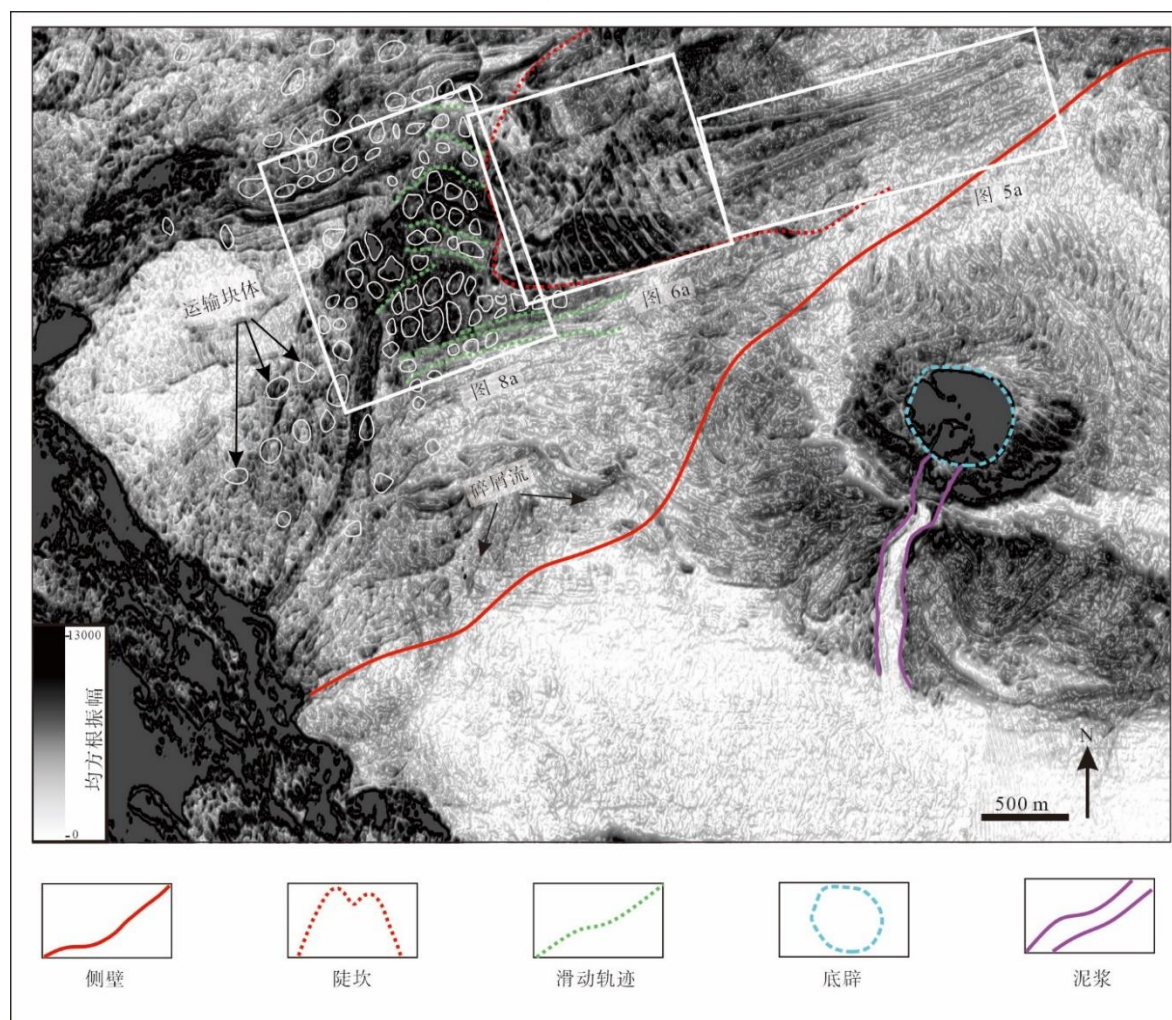 图 5a
图 6a
运输块体
图 8a
碎屑流
13000
均方根振幅
0
N
500 m
侧壁
陡坎
滑动轨迹
底辟
泥浆